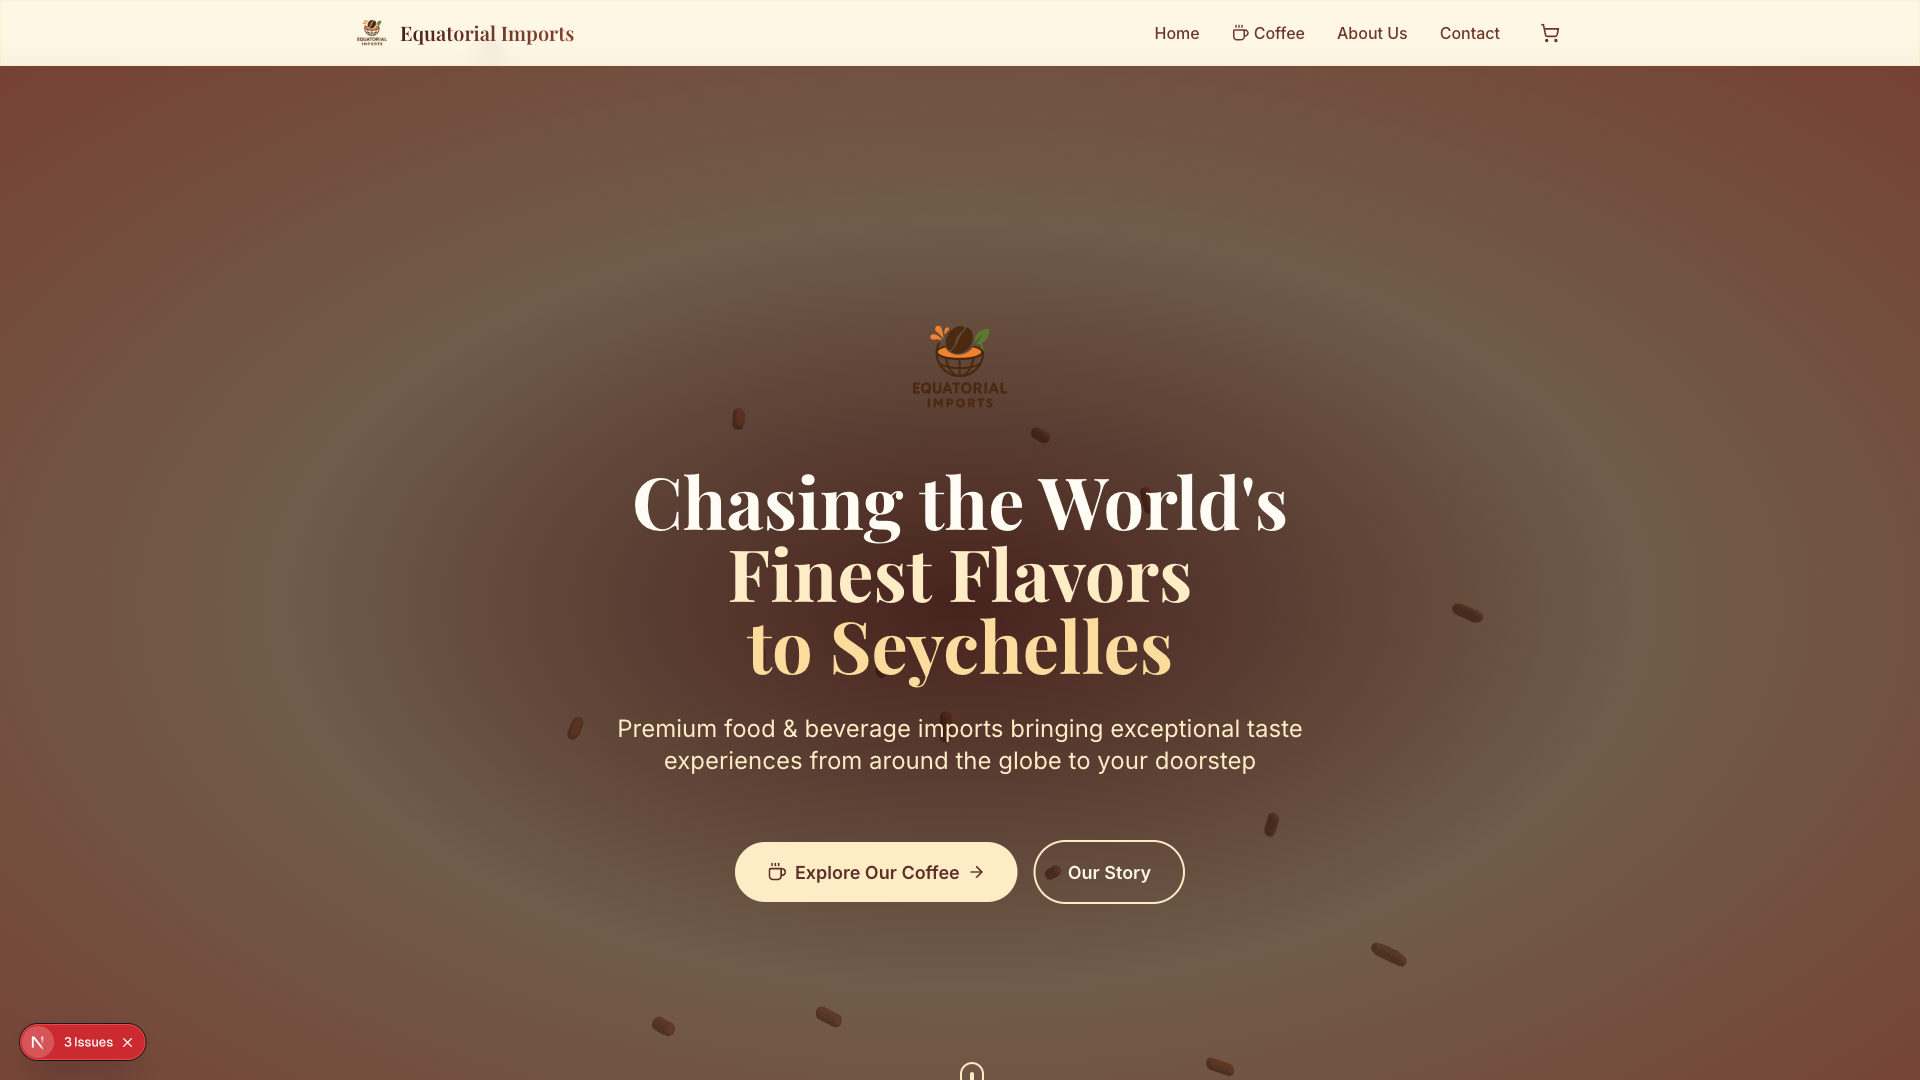 EQUATORIAL
IMPORTS
Equatorial Imports
Home
Coffee
About Us
Contact
EQUATORIAL
IMPORTS
Chasing the World's
Finest Flavors
to Seychelles
Premium food & beverage imports bringing exceptional taste
experiences from around the globe to your doorstep
Explore Our Coffee →
Our Story
N
3 Issues